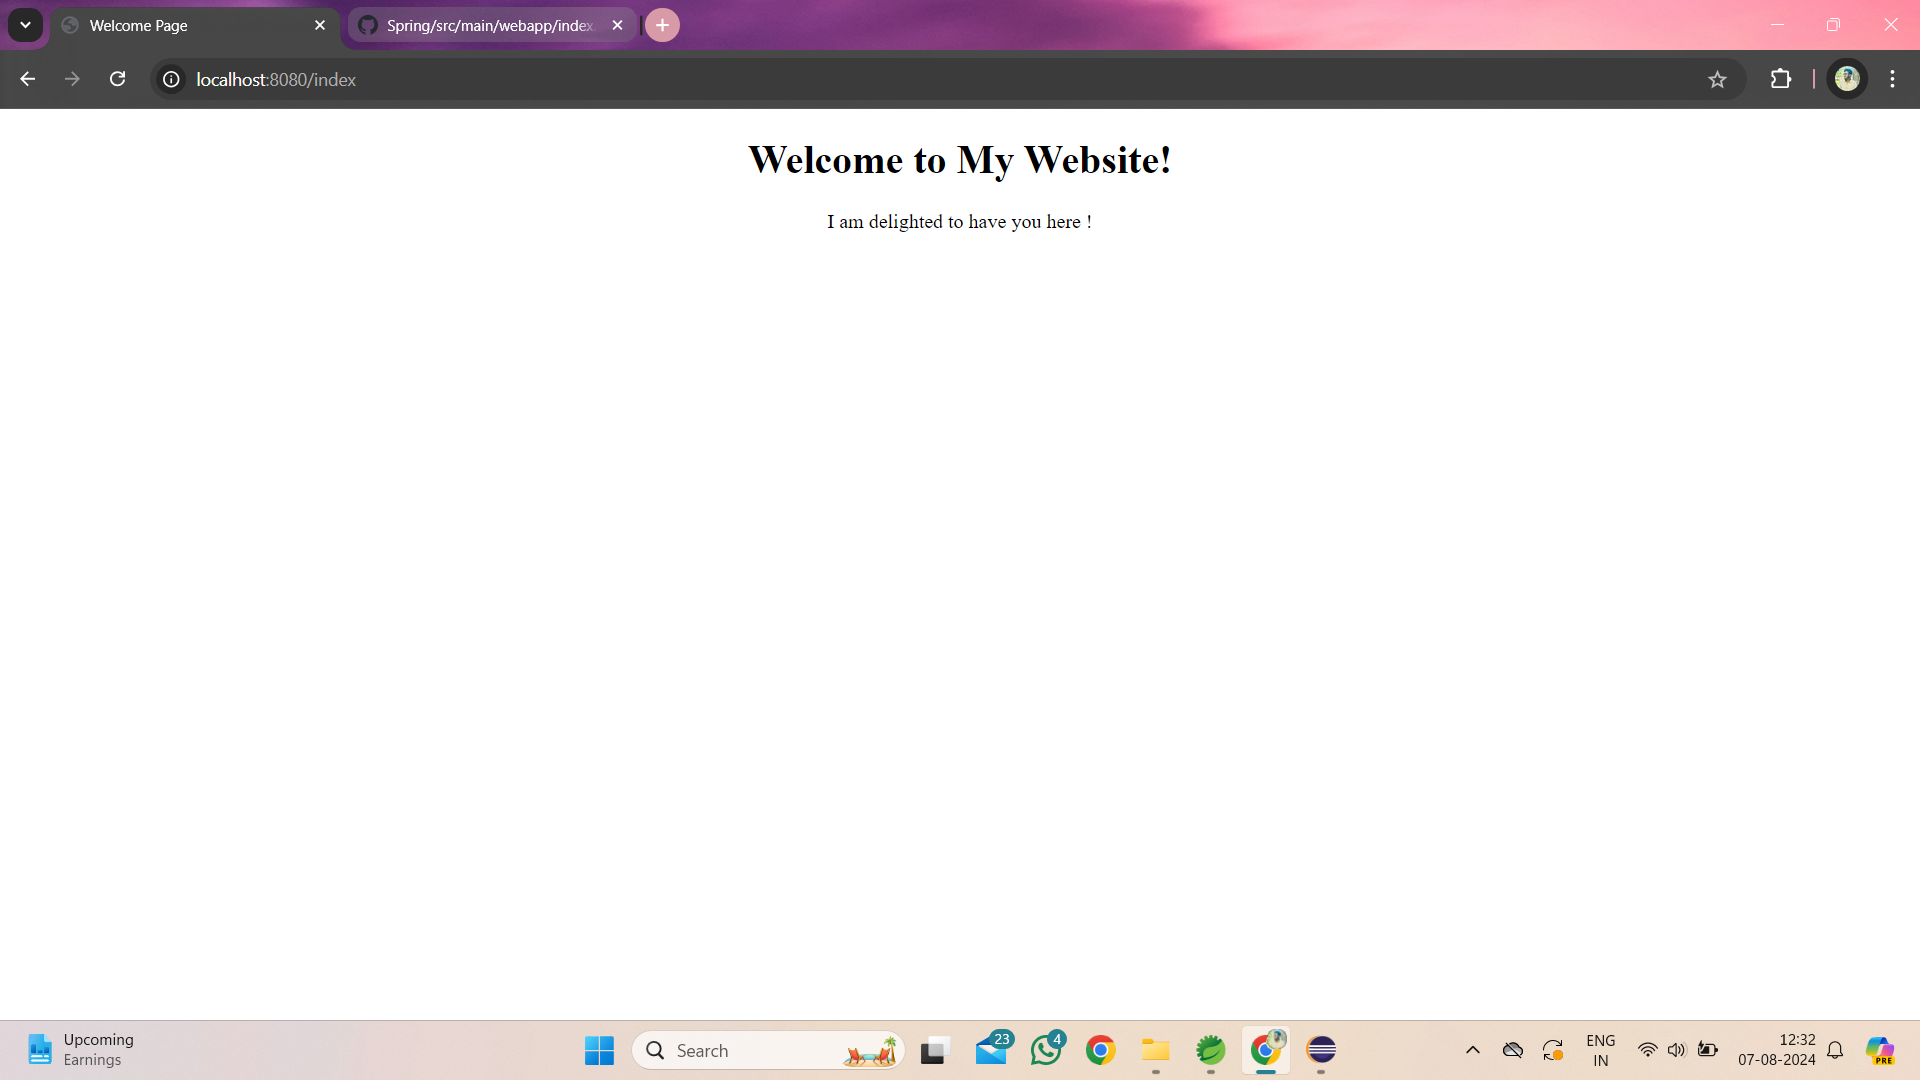 Welcome Page
Spring/src/main/webapp/index.
localhost:8080/index
Welcome to My Website!
I am delighted to have you here !
Upcoming
Earnings
Search
23
4
PRE
ENG
IN
12:32
07-08-2024